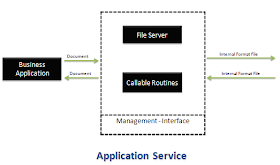 File Server
Document
Internal Format File
Business
Application
Document
Internal Format File
Callable Routines
Management - Interface
Application Service